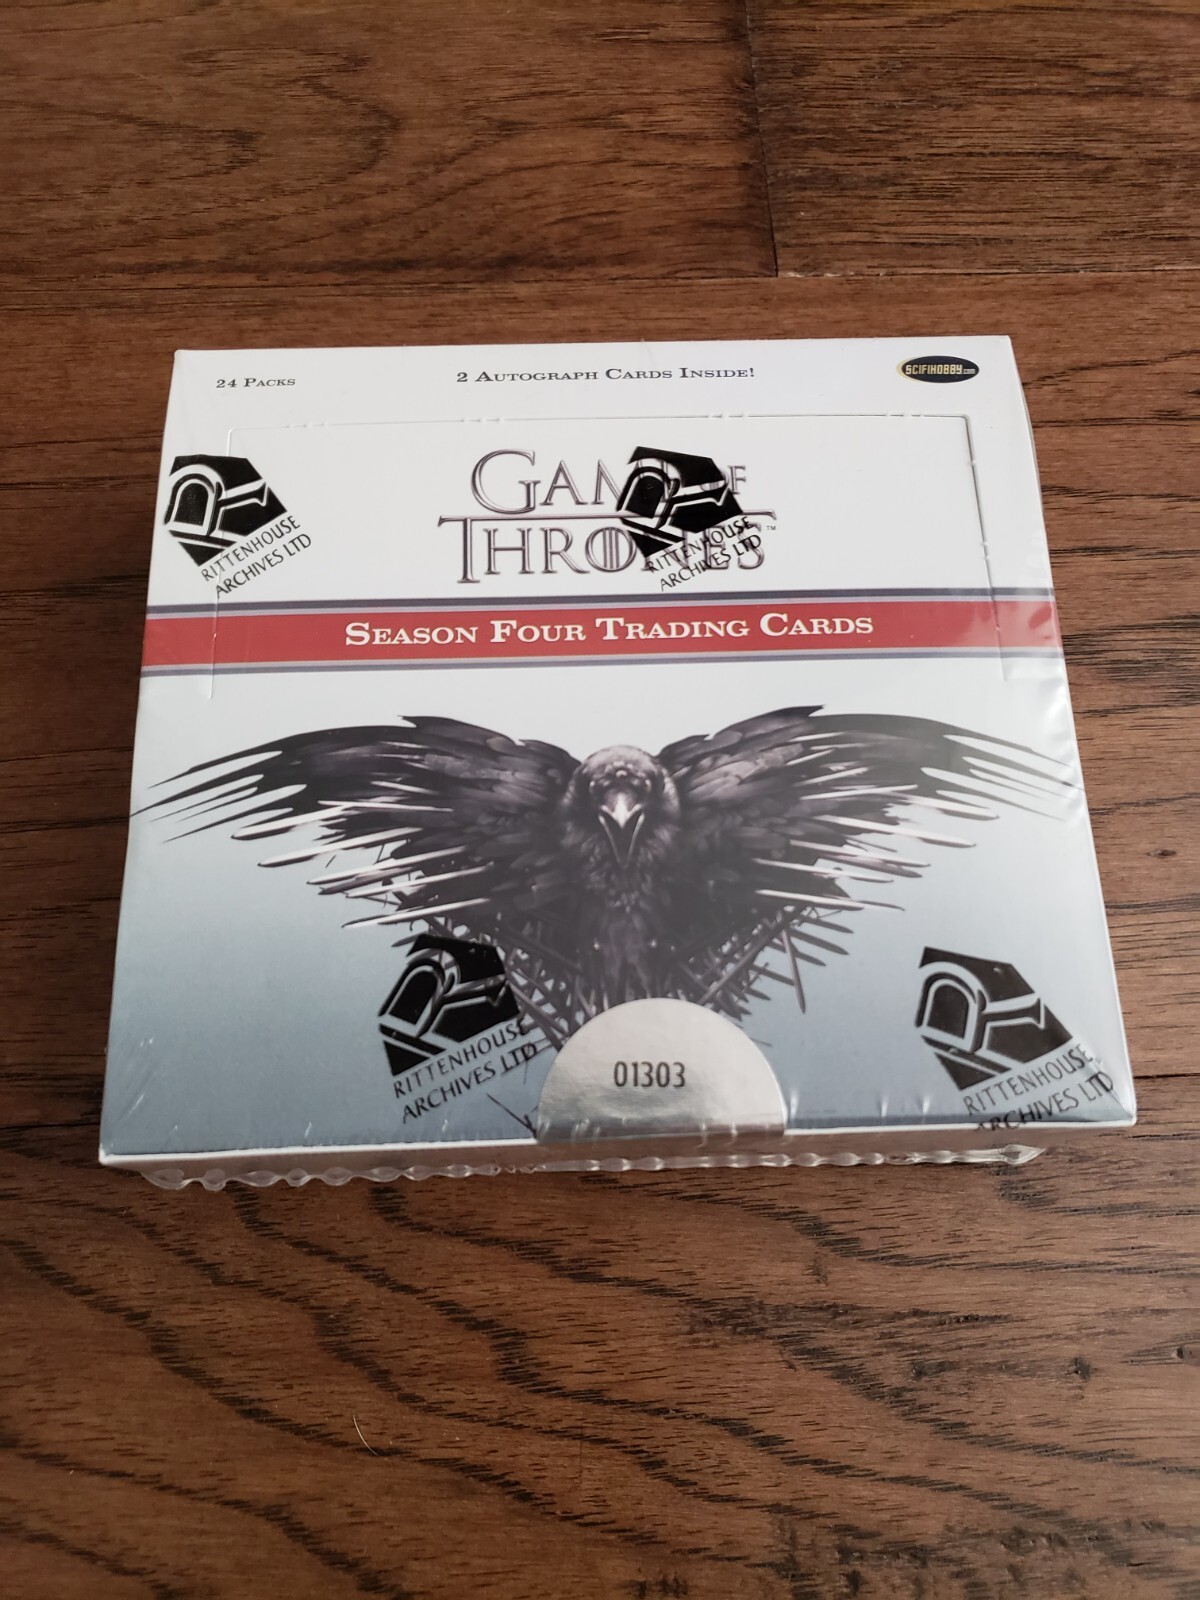 24 Packs
2 Autograph Cards Inside!
SCIFIHOBBY.com
GAME OF
THRONES™
RITTENHOUSE
ARCHIVES LTD
RITTENHOUSE
ARCHIVES LTD
Season Four Trading Cards
RITTENHOUSE
ARCHIVES LTD
01303
RITTENHOUSE
ARCHIVES LTD